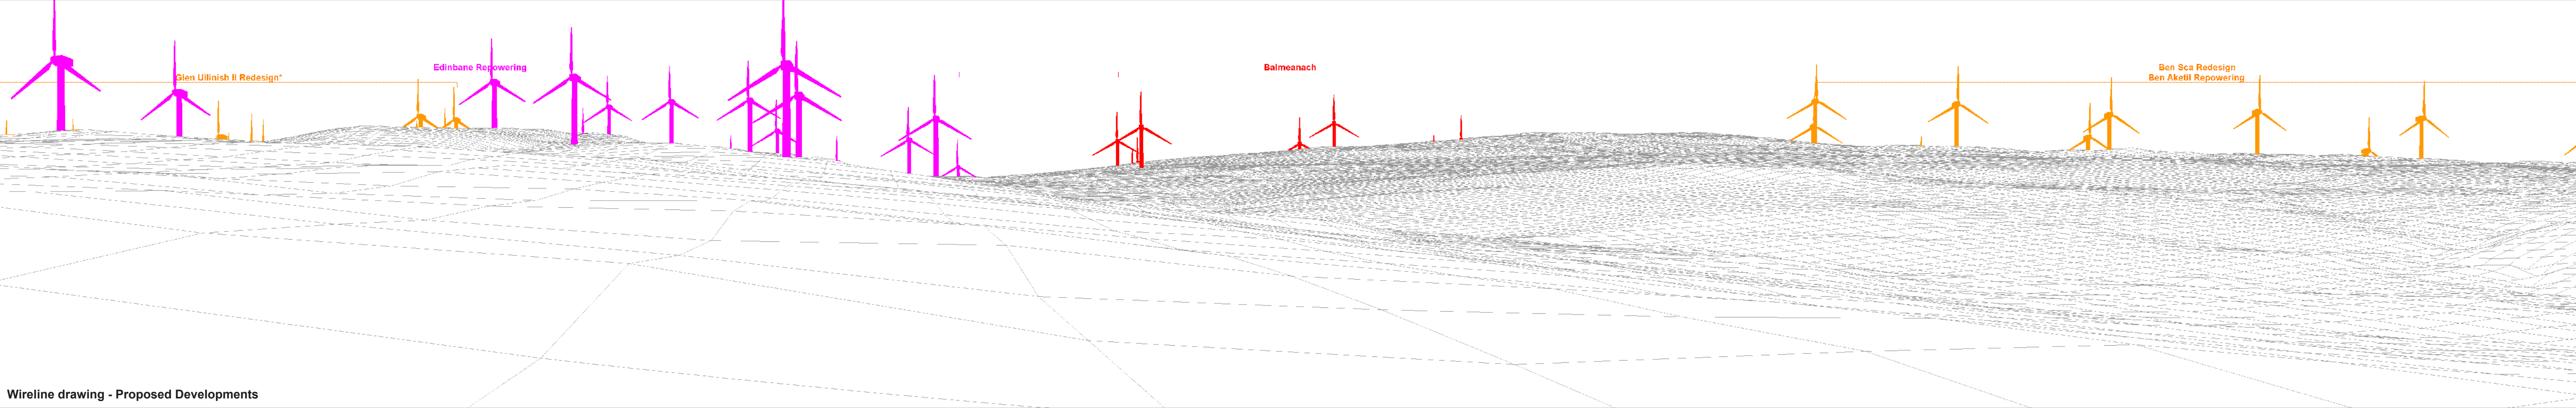 Glen Ullinish II Redesign*
Edinbane Repowering
Balmeanach
Ben Sca Redesign
Ben Aketil Repowering
Wireline drawing - Proposed Developments